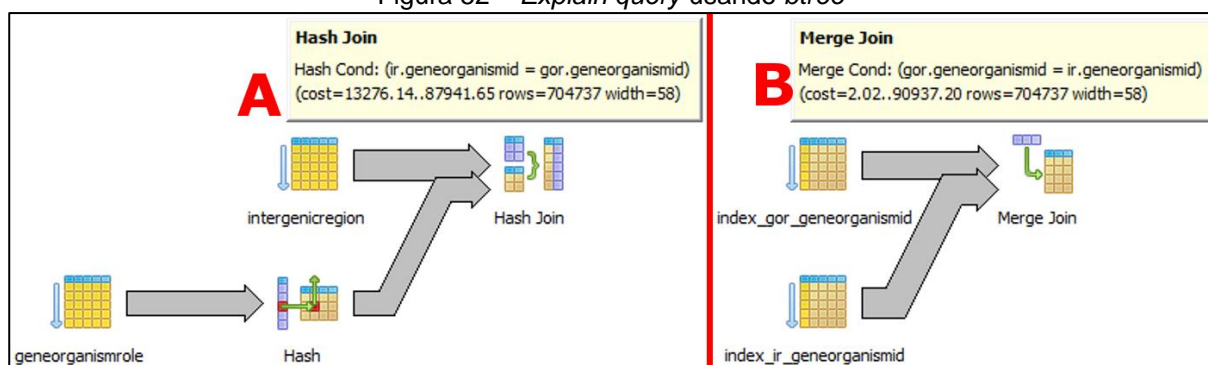 Figura 32 – Explain query usando btree
A
Hash Join
Hash Cond: (ir.geneorganismid = gor.geneorganismid)
(cost=13276.14..87941.65 rows=704737 width=58)
intergenicregion
Hash Join
geneorganismrole
Hash
B
Merge Join
Merge Cond: (gor.geneorganismid = ir.geneorganismid)
(cost=2.02..90937.20 rows=704737 width=58)
index_gor_geneorganismid
Merge Join
index_ir_geneorganismid